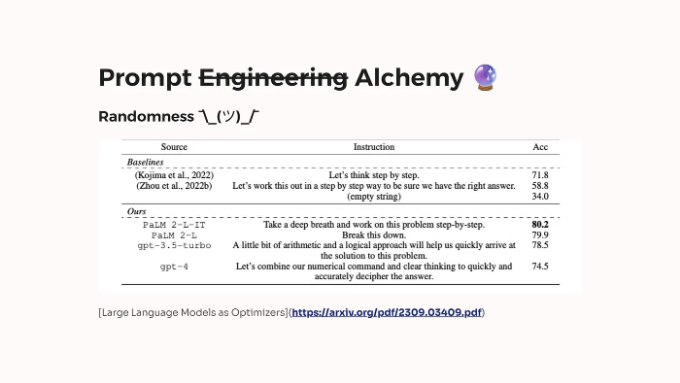 Prompt Engineering Alchemy 🔮
Randomness ¯\_(ツ)_/¯
Source Instruction Acc
Baselines
(Kojima et al., 2022) Let's think step by step. 71.8
(Zhou et al., 2022b) Let's work this out in a step by step way to be sure we have the right answer. 58.8
(empty string) 34.0
Ours
PaLM 2-L-IT Take a deep breath and work on this problem step-by-step. 80.2
PaLM 2-L Break this down. 79.9
gpt-3.5-turbo A little bit of arithmetic and a logical approach will help us quickly arrive at 78.5
the solution to this problem.
gpt-4 Let's combine our numerical command and clear thinking to quickly and 74.5
accurately decipher the answer.
[Large Language Models as Optimizers](https://arxiv.org/pdf/2309.03409.pdf)